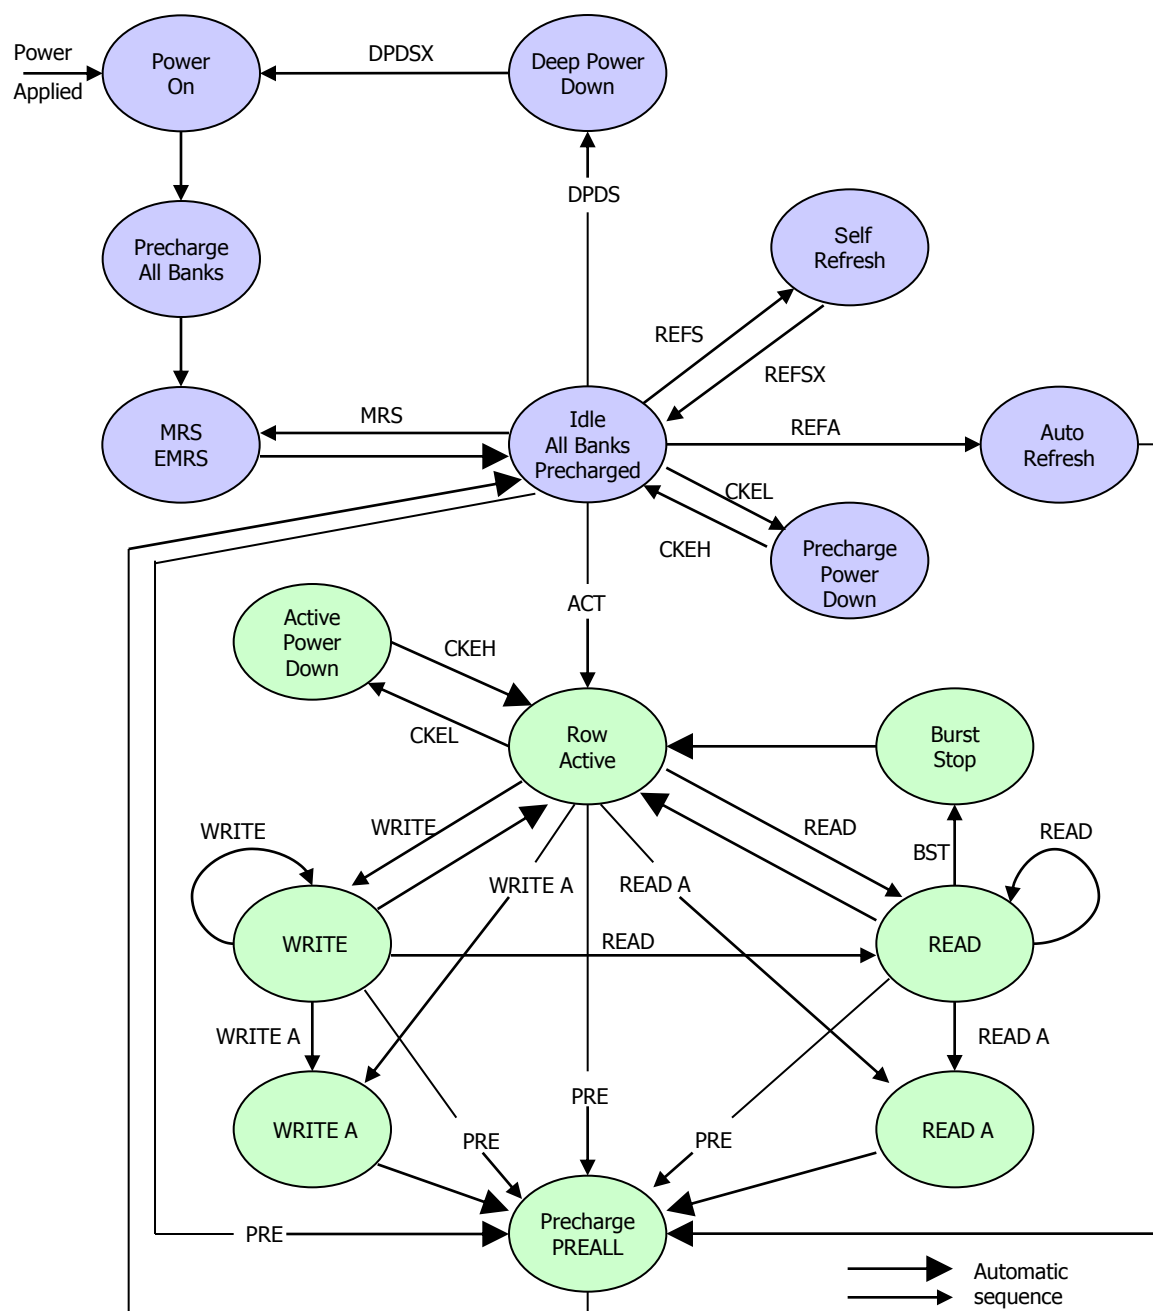 Power
Applied
Power
On
DPDSX
Deep Power
Down
DPDS
Precharge
All Banks
Self
Refresh
REFS
REFSX
MRS
EMRS
MRS
Idle
All Banks
Precharged
REFA
Auto
Refresh
CKEL
CKEH
Precharge
Power
Down
ACT
Active
Power
Down
CKEH
CKEL
Row
Active
Burst
Stop
WRITE
WRITE
READ
BST
READ
WRITE A
READ A
WRITE
READ
READ
WRITE A
READ A
PRE
WRITE A
PRE
PRE
READ A
PRE
Precharge
PREALL
Automatic
sequence